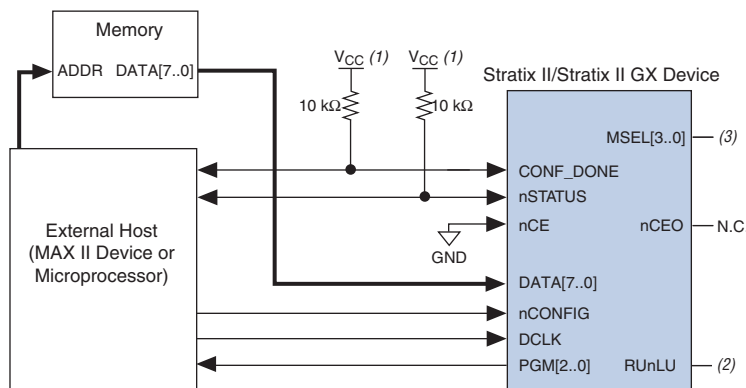 Memory
ADDR DATA[7..0]
VCC (1) VCC (1)
10 kΩ 10 kΩ
Stratix II/Stratix II GX Device
MSEL[3..0] (3)
CONF_DONE
nSTATUS
nCE nCEO N.C
GND
External Host
(MAX II Device or
Microprocessor)
DATA[7..0]
nCONFIG
DCLK
PGM[2..0] RUnLU (2)